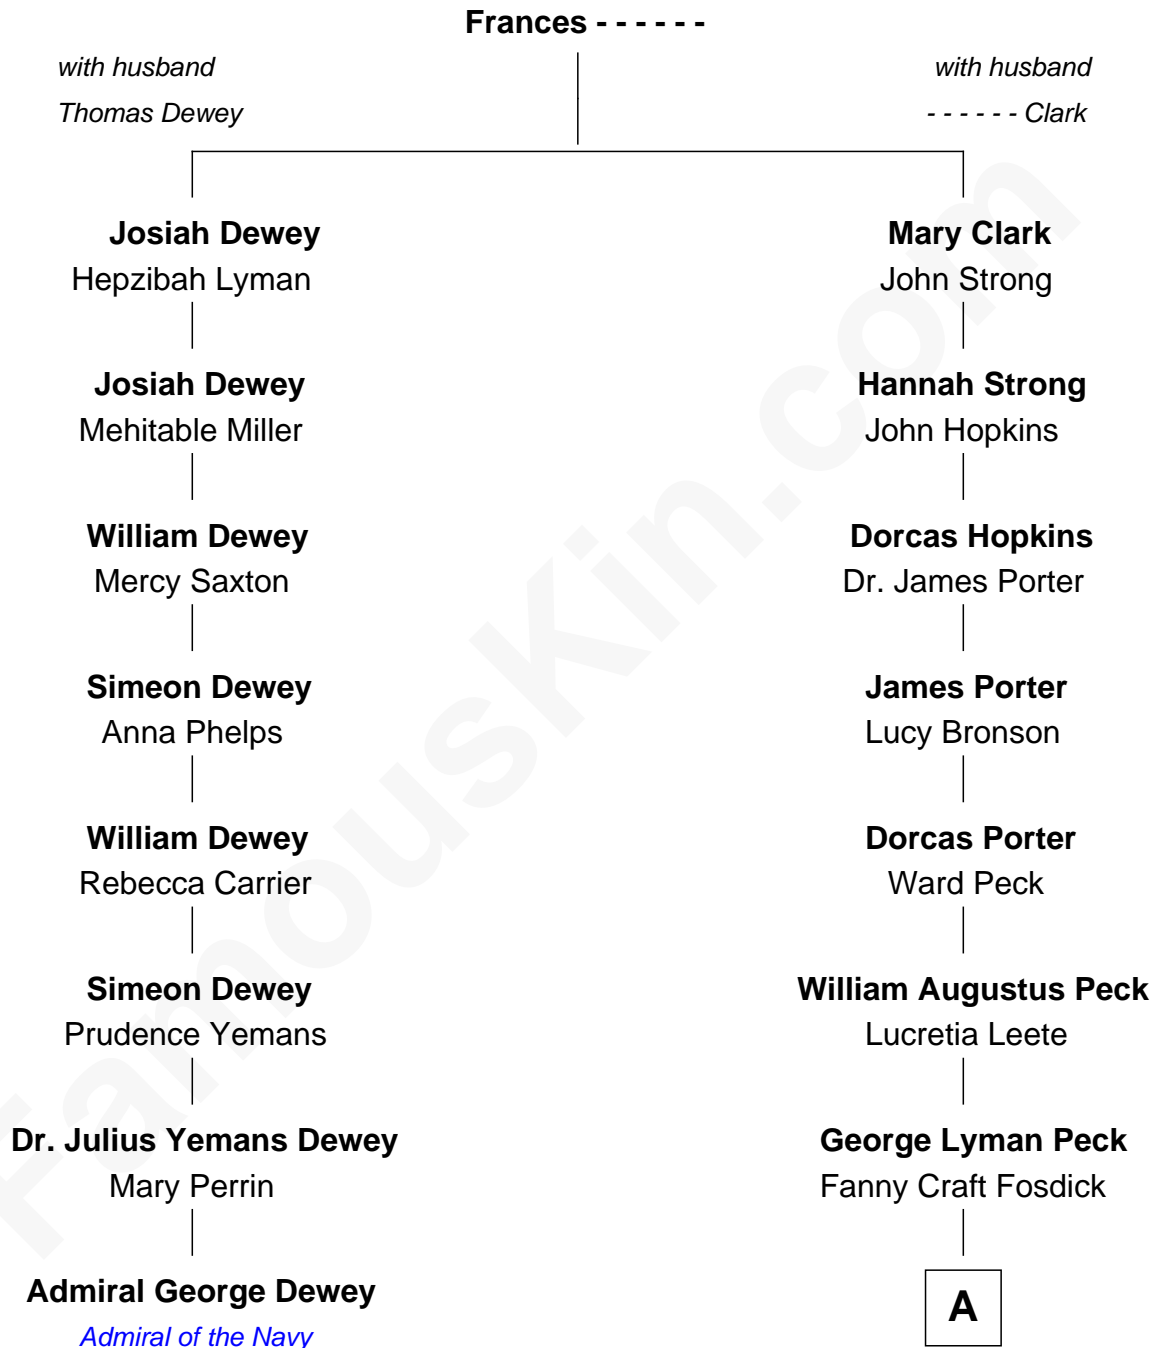 Frances - - - - - -
with husband
Thomas Dewey
with husband
- - - - - - Clark
Josiah Dewey
Hepzibah Lyman
Mary Clark
John Strong
Josiah Dewey
Mehitable Miller
Hannah Strong
John Hopkins
William Dewey
Mercy Saxton
Dorcas Hopkins
Dr. James Porter
Simeon Dewey
Anna Phelps
James Porter
Lucy Bronson
William Dewey
Rebecca Carrier
Dorcas Porter
Ward Peck
Simeon Dewey
Prudence Yemans
William Augustus Peck
Lucretia Leete
Dr. Julius Yemans Dewey
Mary Perrin
George Lyman Peck
Fanny Craft Fosdick
Admiral George Dewey
Admiral of the Navy
A
FamousKin.com